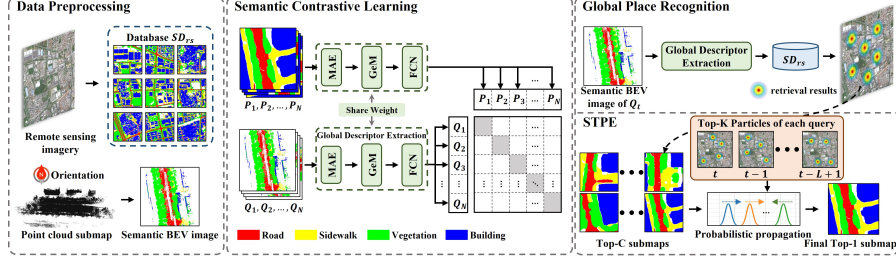 Data Preprocessing
Database SD_rs
Remote sensing
imagery
Orientation
Point cloud submap
Semantic BEV image
Semantic Contrastive Learning
P_1, P_2, ..., P_N
MAE
GeM
FCN
Share Weight
Global Descriptor Extraction
MAE
GeM
FCN
Q_1, Q_2, ..., Q_N
P_1 P_2 P_3 ... P_N
Q_1 ...
Q_2 ...
Q_3 ...
⋮ ⋮ ⋮ ⋮ ⋱ ⋮
Q_N ...
Road
Sidewalk
Vegetation
Building
Global Place Recognition
Semantic BEV
image of Q_t
Global Descriptor
Extraction
SD_rs
retrieval results
STPE
Top-K Particles of each query
t
t − 1
t − L + 1
Top-C submaps
...
Probabilistic propagation
Final Top-1 submap